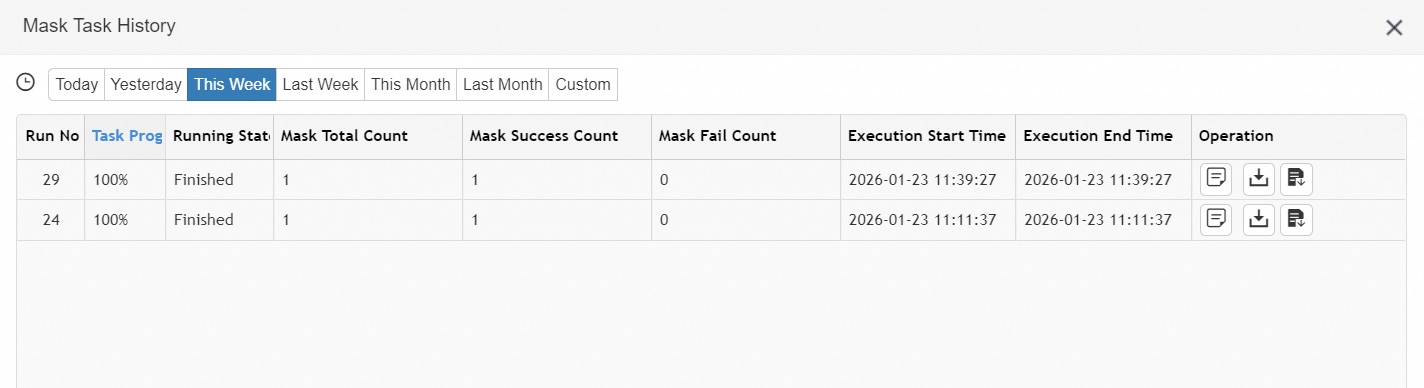 Mask Task History
Today Yesterday This Week Last Week This Month Last Month Custom
Run No Task Prog Running State Mask Total Count Mask Success Count Mask Fail Count Execution Start Time Execution End Time Operation
29 100% Finished 1 1 0 2026-01-23 11:39:27 2026-01-23 11:39:27
24 100% Finished 1 1 0 2026-01-23 11:11:37 2026-01-23 11:11:37